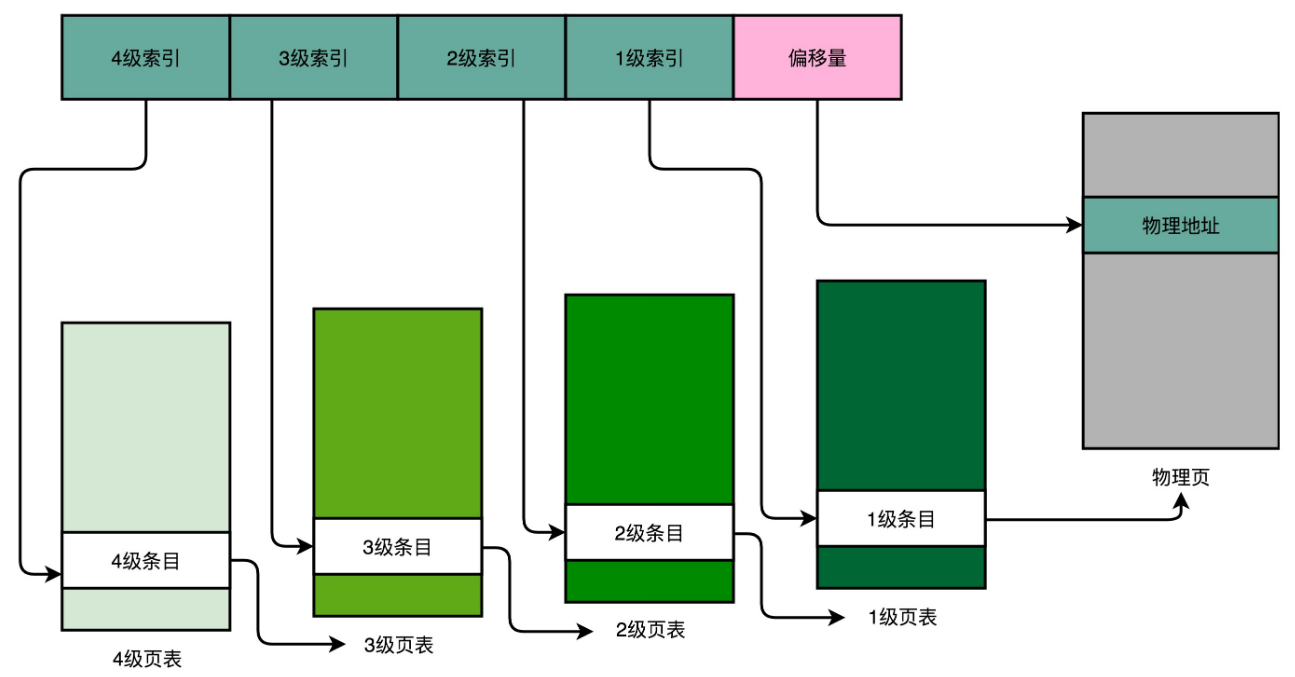 4级索引
3级索引
2级索引
1级索引
偏移量
物理地址
物理页
1级条目
2级条目
3级条目
4级条目
1级页表
2级页表
3级页表
4级页表